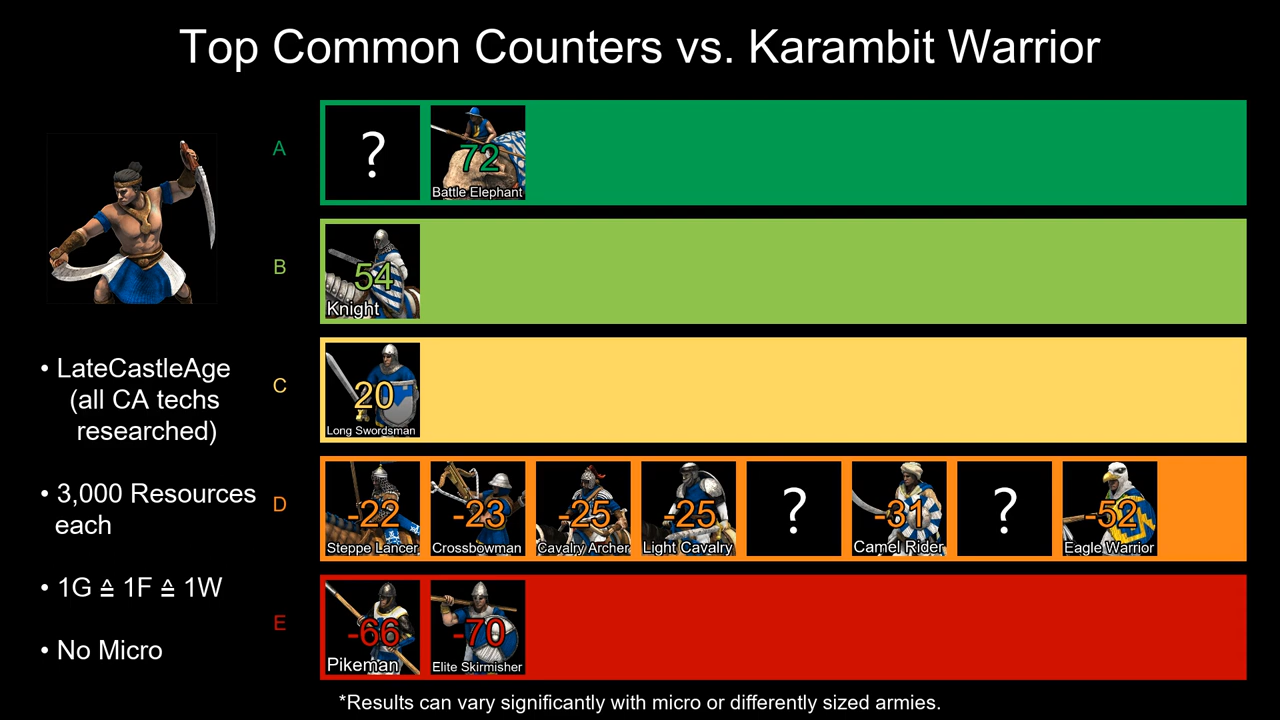 Top Common Counters vs. Karambit Warrior
A
?
72
Battle Elephant
B
54
Knight
• LateCastleAge
(all CA techs
researched)
• 3,000 Resources
each
• 1G ≙ 1F ≙ 1W
• No Micro
C
20
Long Swordsman
D
-22
Steppe Lancer
-23
Crossbowman
-25
Cavalry Archer
-25
Light Cavalry
?
-31
Camel Rider
?
-52
Eagle Warrior
E
-66
Pikeman
-70
Elite Skirmisher
*Results can vary significantly with micro or differently sized armies.